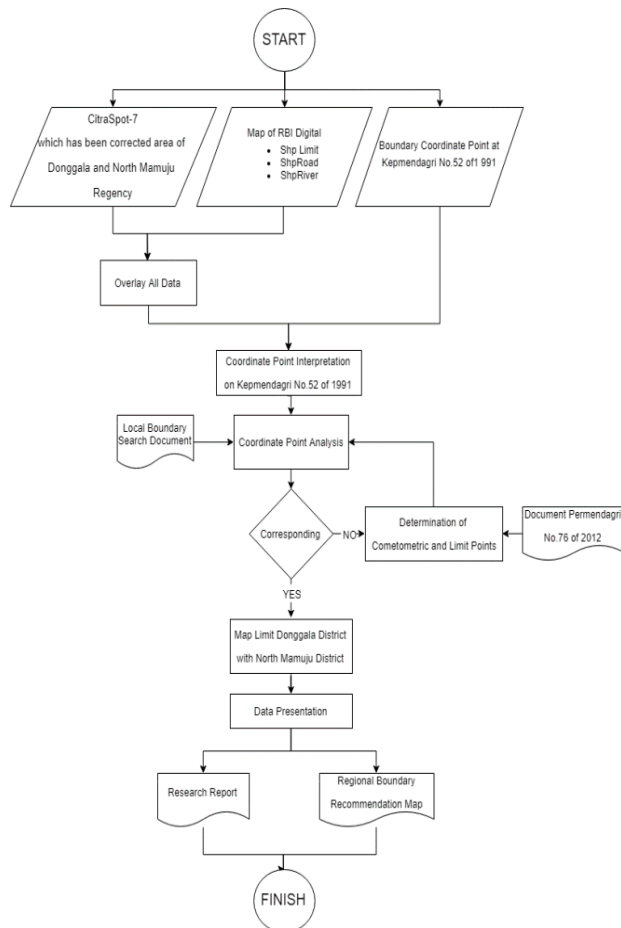 START
CitraSpot-7
which has been corrected area of
Donggala and North Mamuju
Regency
Map of RBI Digital
• Shp Limit
• ShpRoad
• ShpRiver
Boundary Coordinate Point at
Kepmendagri No.52 of1 991
Overlay All Data
Coordinate Point Interpretation
on Kepmendagri No.52 of 1991
Local Boundary
Search Document
Coordinate Point Analysis
Corresponding
NO
Determination of
Cometometric and Limit Points
Document Permendagri
No.76 of 2012
YES
Map Limit Donggala District
with North Mamuju District
Data Presentation
Research Report
Regional Boundary
Recommendation Map
FINISH